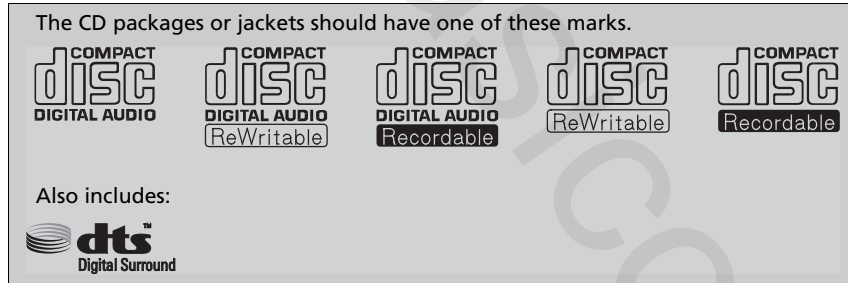 The CD packages or jackets should have one of these marks.
COMPACT COMPACT COMPACT COMPACT COMPACT
disc disc disc disc disc
DIGITAL AUDIO DIGITAL AUDIO DIGITAL AUDIO ReWritable Recordable
ReWritable Recordable
Also includes:
dts™
Digital Surround